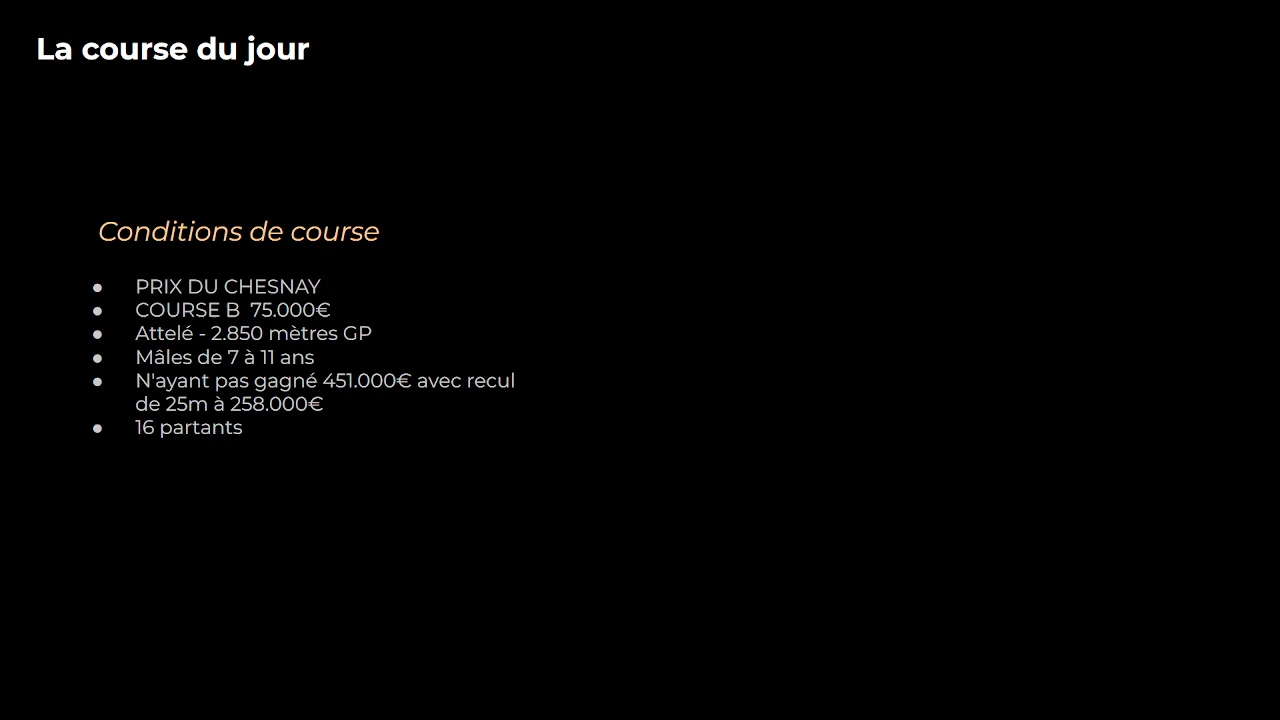 La course du jour
Conditions de course
● PRIX DU CHESNAY
● COURSE B  75.000€
● Attelé - 2.850 mètres GP
● Mâles de 7 à 11 ans
● N'ayant pas gagné 451.000€ avec recul
de 25m à 258.000€
● 16 partants